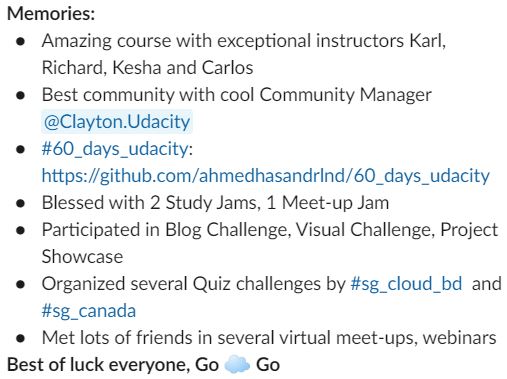 Memories:
● Amazing course with exceptional instructors Karl,
Richard, Kesha and Carlos
● Best community with cool Community Manager
@Clayton.Udacity
● #60_days_udacity:
https://github.com/ahmedhasandrlnd/60_days_udacity
● Blessed with 2 Study Jams, 1 Meet-up Jam
● Participated in Blog Challenge, Visual Challenge, Project
Showcase
● Organized several Quiz challenges by #sg_cloud_bd and
#sg_canada
● Met lots of friends in several virtual meet-ups, webinars
Best of luck everyone, Go ☁️ Go